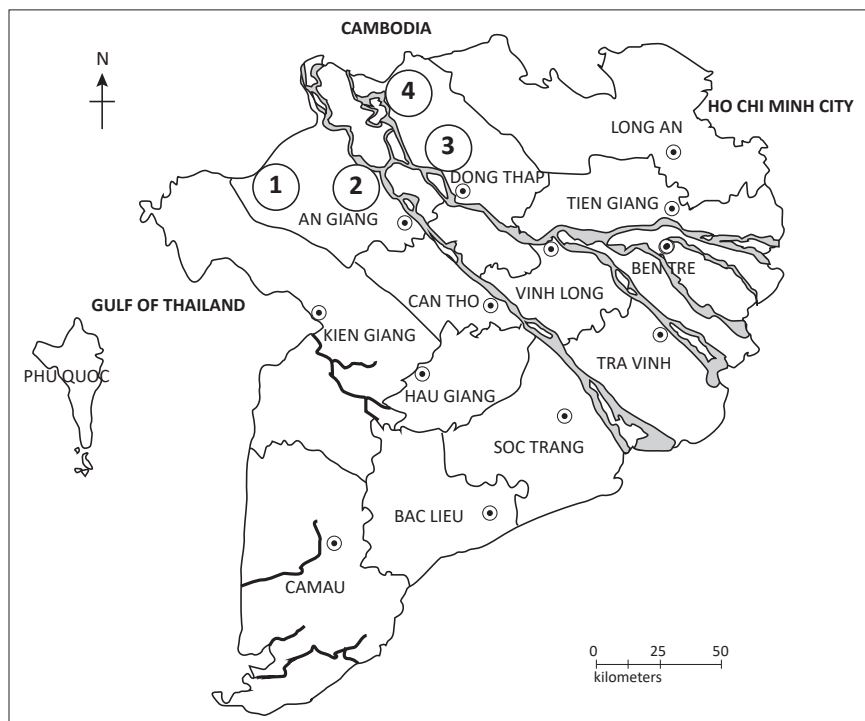 CAMBODIA
N
4
HO CHI MINH CITY
LONG AN
3
1
2
DONG THAP
TIEN GIANG
AN GIANG
BEN TRE
GULF OF THAILAND
CAN THO
VINH LONG
KIEN GIANG
TRA VINH
PHU QUOC
HAU GIANG
SOC TRANG
BAC LIEU
CAMAU
0 25 50
kilometers